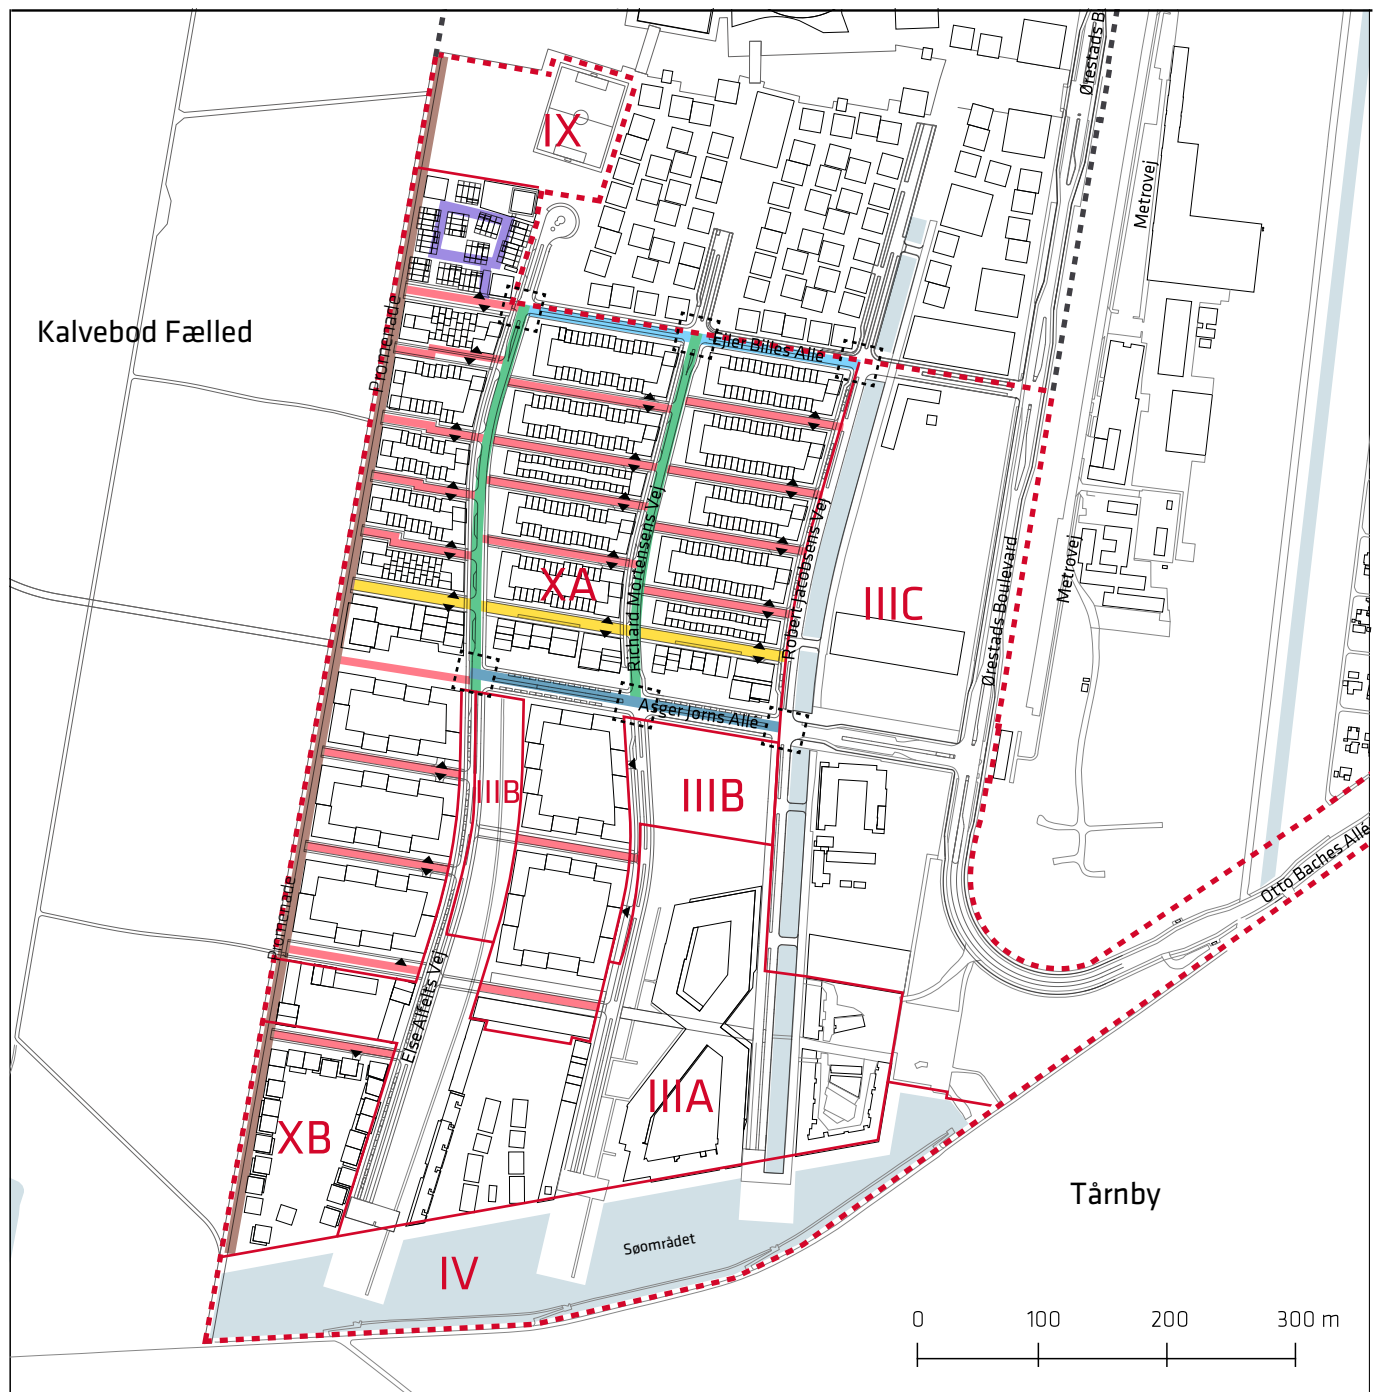 Ørestads B
IX
Metrovej
Kalvebod Fælled
Promenade
Ejler Billes Allé
XA
Richard Mortensens Vej
Robert Jacobsens Vej
IIIC
Ørestads Boulevard
Metrovej
Asger Jorns Allé
IIIB
IIIB
Otto Baches Allé
Promenade
Else Alfelts Vej
IIIA
XB
Tårnby
Søområdet
IV
0 100 200 300 m